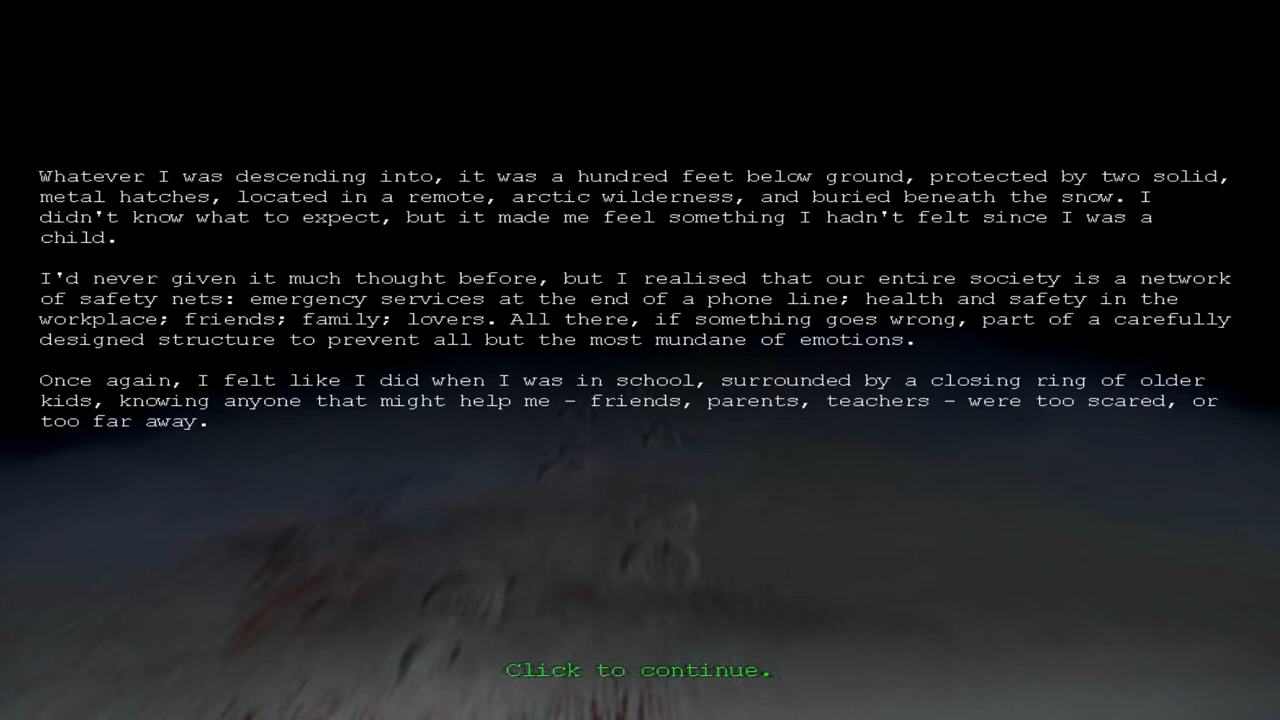 Whatever I was descending into, it was a hundred feet below ground, protected by two solid,
metal hatches, located in a remote, arctic wilderness, and buried beneath the snow. I
didn't know what to expect, but it made me feel something I hadn't felt since I was a
child.
I'd never given it much thought before, but I realised that our entire society is a network
of safety nets: emergency services at the end of a phone line; health and safety in the
workplace; friends; family; lovers. All there, if something goes wrong, part of a carefully
designed structure to prevent all but the most mundane of emotions.
Once again, I felt like I did when I was in school, surrounded by a closing ring of older
kids, knowing anyone that might help me - friends, parents, teachers - were too scared, or
too far away.
Click to continue.